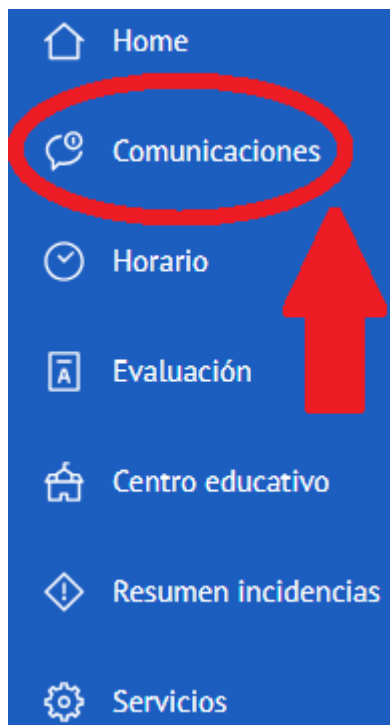 Home
Comunicaciones
Horario
Evaluación
Centro educativo
Resumen incidencias
Servicios